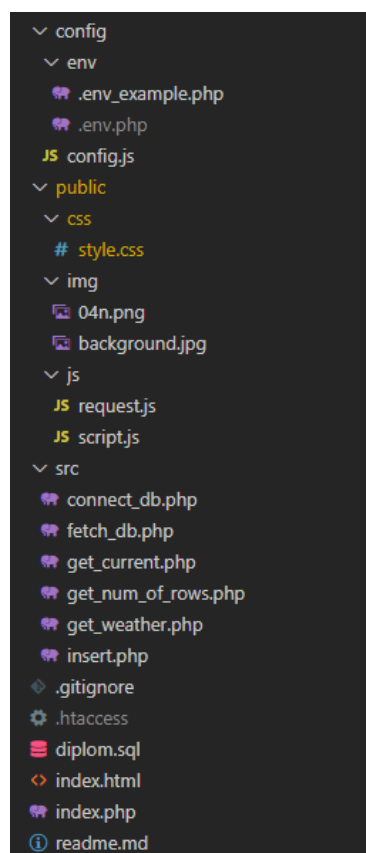 config
env
.env_example.php
.env.php
JS config.js
public
css
# style.css
img
04n.png
background.jpg
js
JS request.js
JS script.js
src
connect_db.php
fetch_db.php
get_current.php
get_num_of_rows.php
get_weather.php
insert.php
.gitignore
.htaccess
diplom.sql
<> index.html
index.php
readme.md